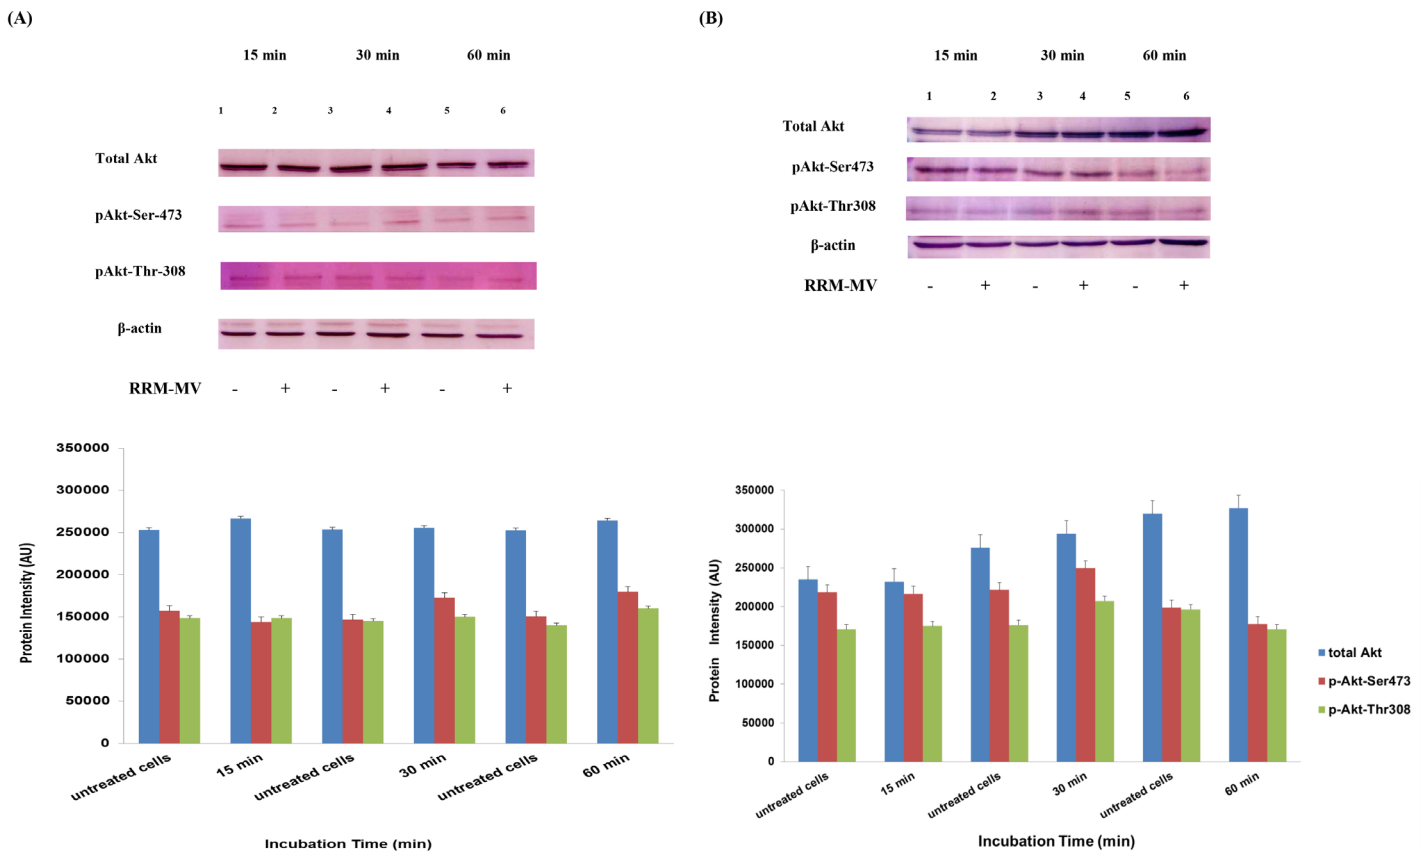 (A)
15 min 30 min 60 min
1 2 3 4 5 6
Total Akt
pAkt-Ser-473
pAkt-Thr-308
β-actin
RRM-MV - + - + - +
350000
300000
250000
200000
150000
100000
50000
0
Protein Intensity (AU)
untreated cells 15 min untreated cells 30 min untreated cells 60 min
Incubation Time (min)
(B)
15 min 30 min 60 min
1 2 3 4 5 6
Total Akt
pAkt-Ser473
pAkt-Thr308
β-actin
RRM-MV - + - + - +
350000
300000
250000
200000
150000
100000
50000
0
Protein Intensity (AU)
untreated cells 15 min untreated cells 30 min untreated cells 60 min
Incubation Time (min)
total Akt
p-Akt-Ser473
p-Akt-Thr308